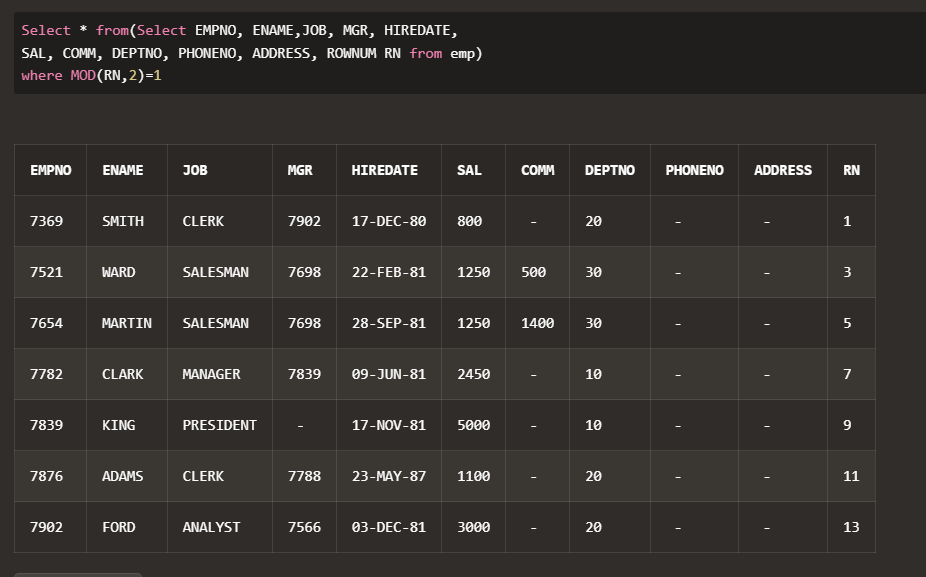 Select * from(Select EMPNO, ENAME,JOB, MGR, HIREDATE,
SAL, COMM, DEPTNO, PHONENO, ADDRESS, ROWNUM RN from emp)
where MOD(RN,2)=1
EMPNO ENAME JOB MGR HIREDATE SAL COMM DEPTNO PHONENO ADDRESS RN
7369 SMITH CLERK 7902 17-DEC-80 800 - 20 - - 1
7521 WARD SALESMAN 7698 22-FEB-81 1250 500 30 - - 3
7654 MARTIN SALESMAN 7698 28-SEP-81 1250 1400 30 - - 5
7782 CLARK MANAGER 7839 09-JUN-81 2450 - 10 - - 7
7839 KING PRESIDENT - 17-NOV-81 5000 - 10 - - 9
7876 ADAMS CLERK 7788 23-MAY-87 1100 - 20 - - 11
7902 FORD ANALYST 7566 03-DEC-81 3000 - 20 - - 13